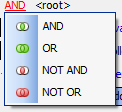 AND <root>
AND
OR
NOT AND
NOT OR